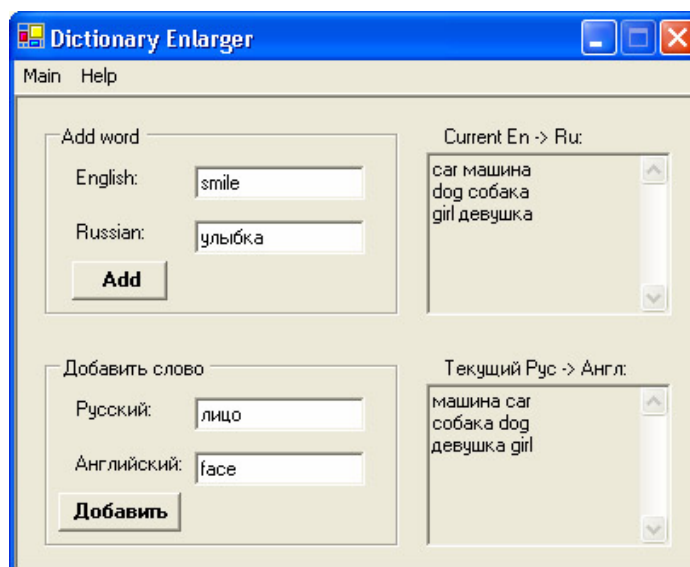 Dictionary Enlarger
Main Help
Add word
English: smile
Russian: улыбка
Add
Current En -> Ru:
car машина
dog собака
girl девушка
Добавить слово
Русский: лицо
Английский: face
Добавить
Текущий Рус -> Англ:
машина car
собака dog
девушка girl